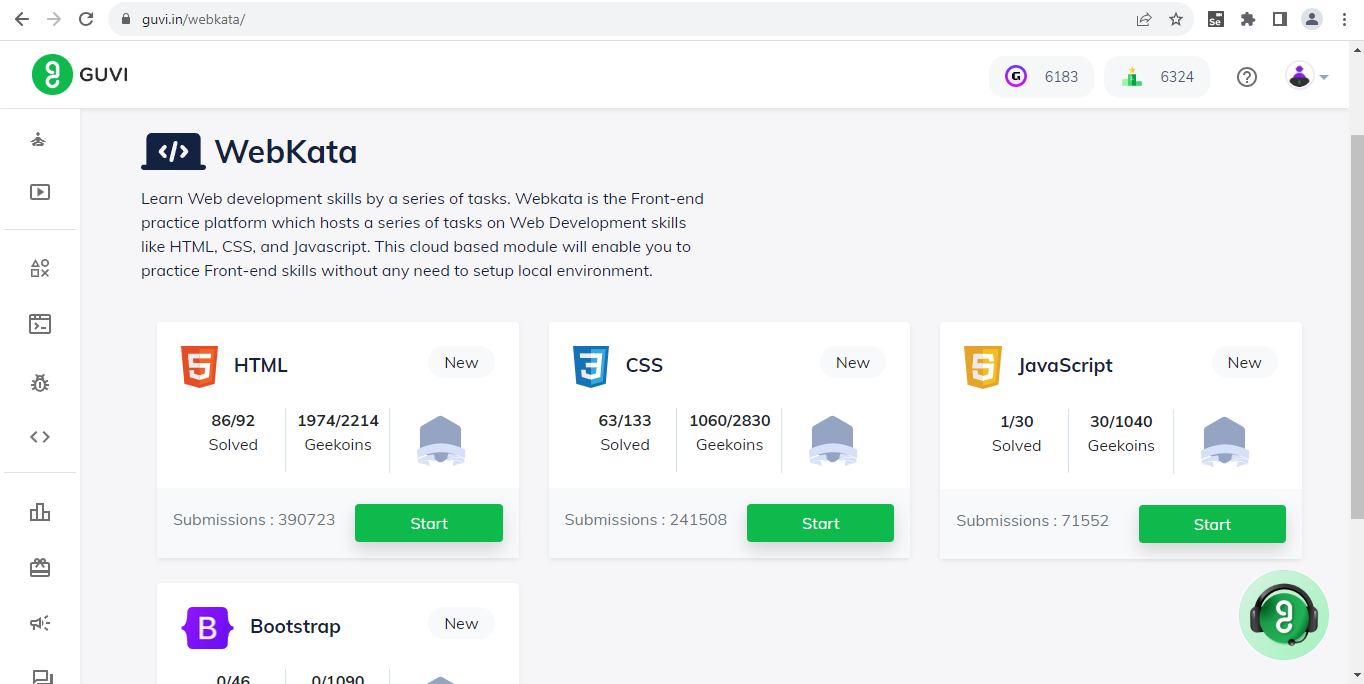 guvi.in/webkata/
Se
GUVI
G
6183
6324
</> WebKata
Learn Web development skills by a series of tasks. Webkata is the Front-end
practice platform which hosts a series of tasks on Web Development skills
like HTML, CSS, and Javascript. This cloud based module will enable you to
practice Front-end skills without any need to setup local environment.
HTML
New
86/92
Solved
1974/2214
Geekoins
Submissions : 390723
Start
CSS
New
63/133
Solved
1060/2830
Geekoins
Submissions : 241508
Start
JavaScript
New
1/30
Solved
30/1040
Geekoins
Submissions : 71552
Start
B
Bootstrap
New
0/46
0/1090